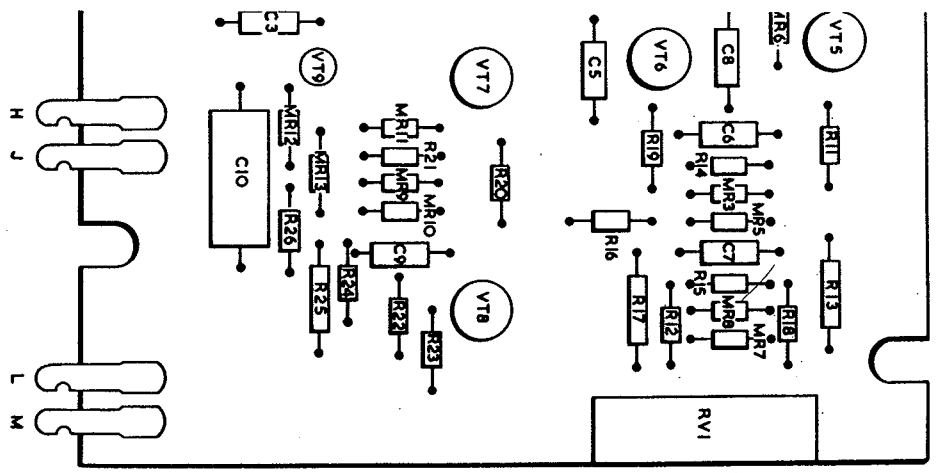 C3
VT9
VT7
C5
VT6
C8
MR6
VT5
H
J
C10
MR12
MR13
R26
MR11
R21
MR9
MR10
R20
R19
C6
R14
MR3
MR5
R11
R16
C7
C9
R24
R25
R22
R23
VT8
R17
R12
R15
MR8
MR7
R18
R13
L
M
RV1